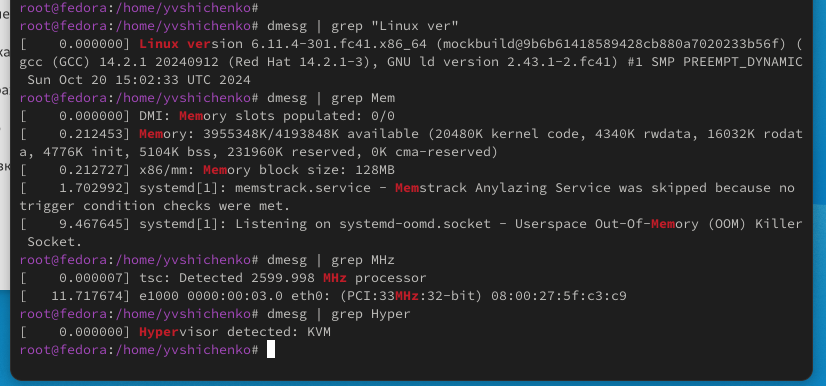 root@fedora:/home/yvshichenko#
root@fedora:/home/yvshichenko# dmesg | grep "Linux ver"
[    0.000000] Linux version 6.11.4-301.fc41.x86_64 (mockbuild@9b6b61418589428cb880a7020233b56f) (
gcc (GCC) 14.2.1 20240912 (Red Hat 14.2.1-3), GNU ld version 2.43.1-2.fc41) #1 SMP PREEMPT_DYNAMIC
 Sun Oct 20 15:02:33 UTC 2024
root@fedora:/home/yvshichenko# dmesg | grep Mem
[    0.000000] DMI: Memory slots populated: 0/0
[    0.212453] Memory: 3955348K/4193848K available (20480K kernel code, 4340K rwdata, 16032K rodat
a, 4776K init, 5104K bss, 231960K reserved, 0K cma-reserved)
[    0.212727] x86/mm: Memory block size: 128MB
[    1.702992] systemd[1]: memstrack.service - Memstrack Anylazing Service was skipped because no
trigger condition checks were met.
[    9.467645] systemd[1]: Listening on systemd-oomd.socket - Userspace Out-Of-Memory (OOM) Killer
 Socket.
root@fedora:/home/yvshichenko# dmesg | grep MHz
[    0.000007] tsc: Detected 2599.998 MHz processor
[   11.717674] e1000 0000:00:03.0 eth0: (PCI:33MHz:32-bit) 08:00:27:5f:c3:c9
root@fedora:/home/yvshichenko# dmesg | grep Hyper
[    0.000000] Hypervisor detected: KVM
root@fedora:/home/yvshichenko#